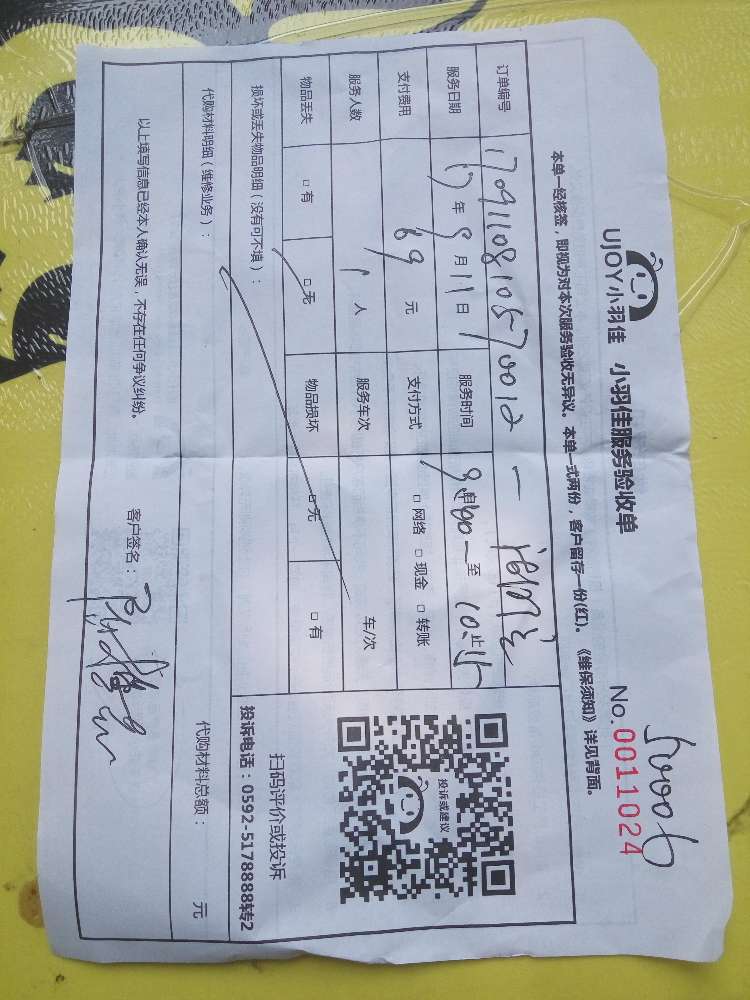 UJOY小羽佳 小羽佳服务验收单
No.0011024
本单一经核签,即视为对本次服务验收无异议。本单一式两份,客户留存一份(红)。《维保须知》详见背面。
订单编号
服务日期 17年9月11日 服务时间 9:00—至10:45止
支付费用 69元 支付方式 □网络 □现金 □转账
服务人数 1人 服务车次 车/次
物品丢失 □有 □无 物品损坏 □无 □有
损坏或丢失物品明细(没有可不填):
代购材料明细(维修业务):
代购材料总额: 元
投诉或建议
扫码评价或投诉
投诉电话:0592-5178888转2
以上填写信息已经本人确认无误,不存在任何争议纠纷。
客户签名: